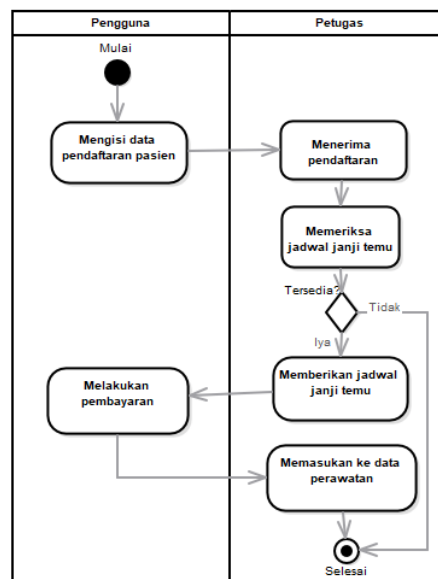 Pengguna
Petugas
Mulai
Mengisi data
pendaftaran pasien
Menerima
pendaftaran
Memeriksa
jadwal janji temu
Tersedia?
Tidak
Iya
Memberikan jadwal
janji temu
Melakukan
pembayaran
Memasukan ke data
perawatan
Selesai